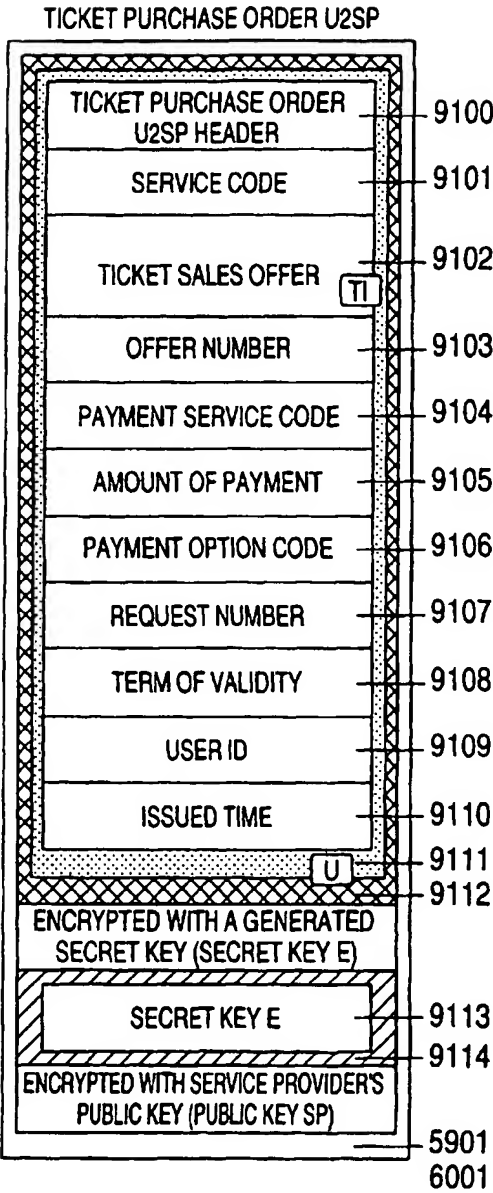 TICKET PURCHASE ORDER U2SP
TICKET PURCHASE ORDER
U2SP HEADER
9100
SERVICE CODE
9101
TICKET SALES OFFER
9102
TI
OFFER NUMBER
9103
PAYMENT SERVICE CODE
9104
AMOUNT OF PAYMENT
9105
PAYMENT OPTION CODE
9106
REQUEST NUMBER
9107
TERM OF VALIDITY
9108
USER ID
9109
ISSUED TIME
9110
U
9111
9112
ENCRYPTED WITH A GENERATED
SECRET KEY (SECRET KEY E)
SECRET KEY E
9113
9114
ENCRYPTED WITH SERVICE PROVIDER'S
PUBLIC KEY (PUBLIC KEY SP)
5901
6001